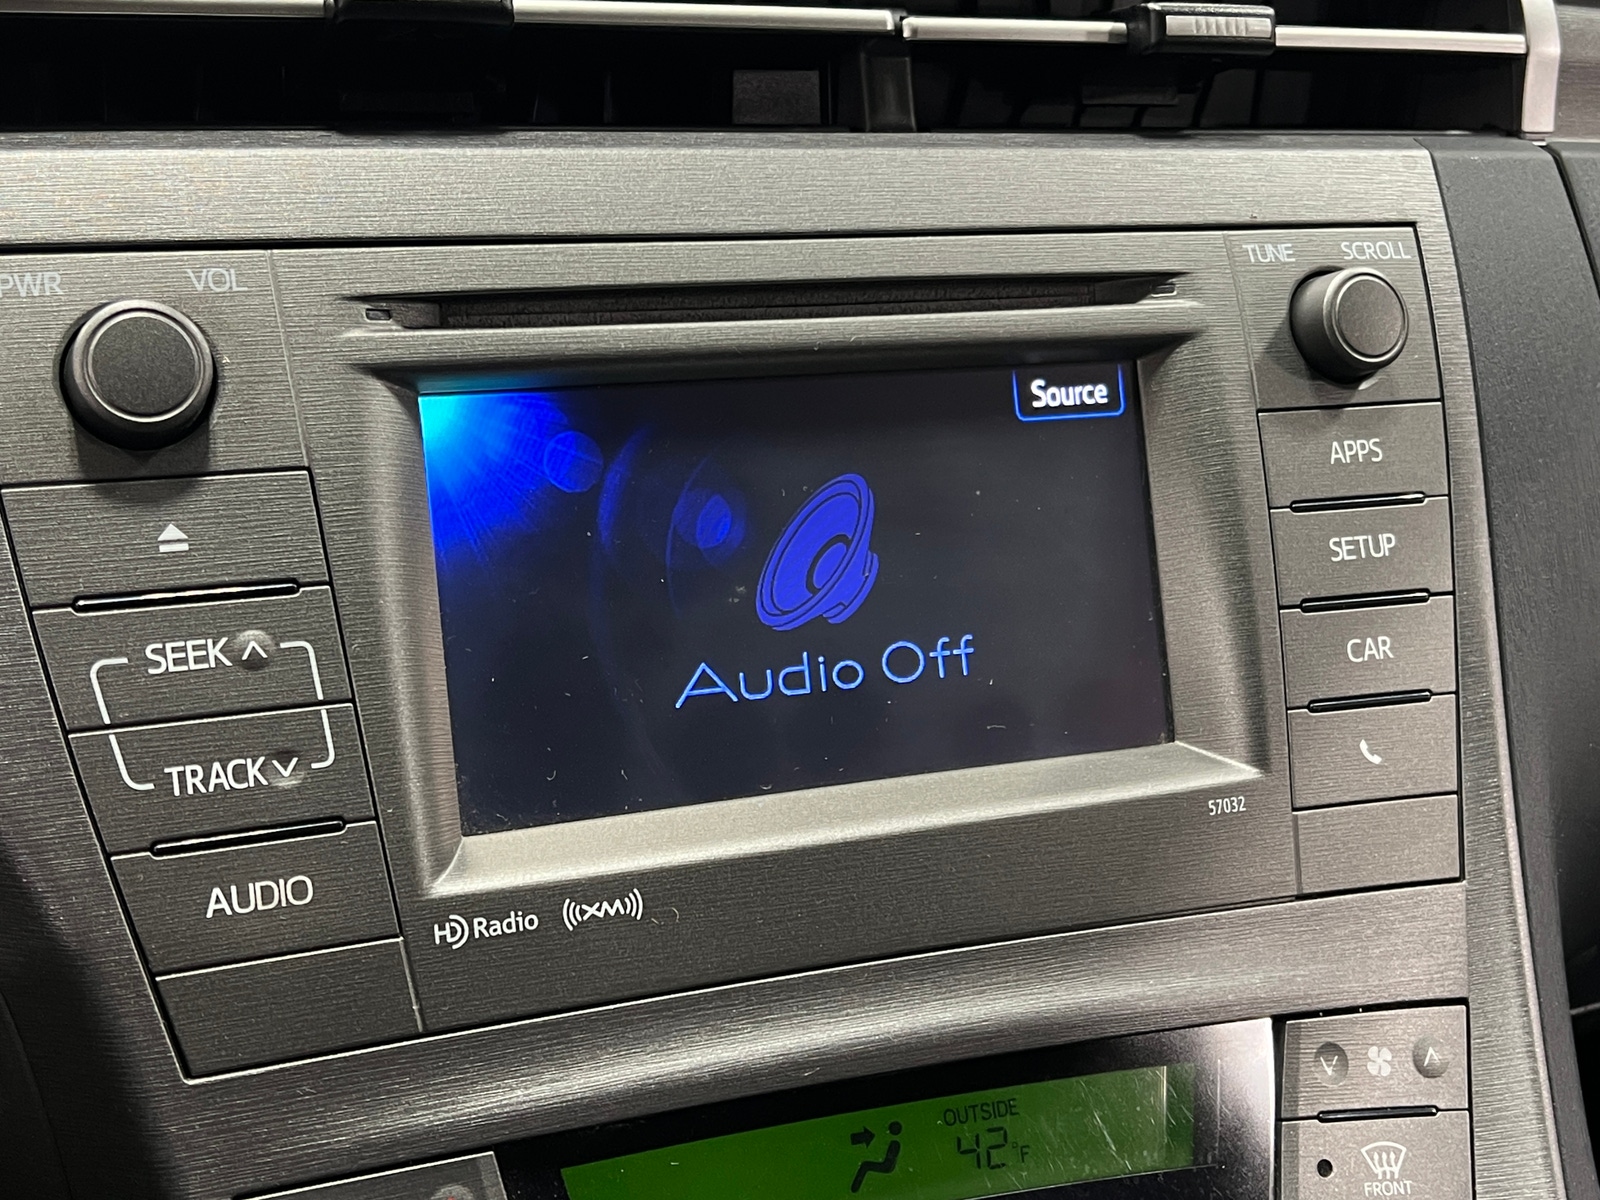 PWR VOL
TUNE SCROLL
Source
APPS
SETUP
SEEK
CAR
Audio Off
TRACK
57032
AUDIO
HD Radio ((XM))
OUTSIDE
42°F
FRONT